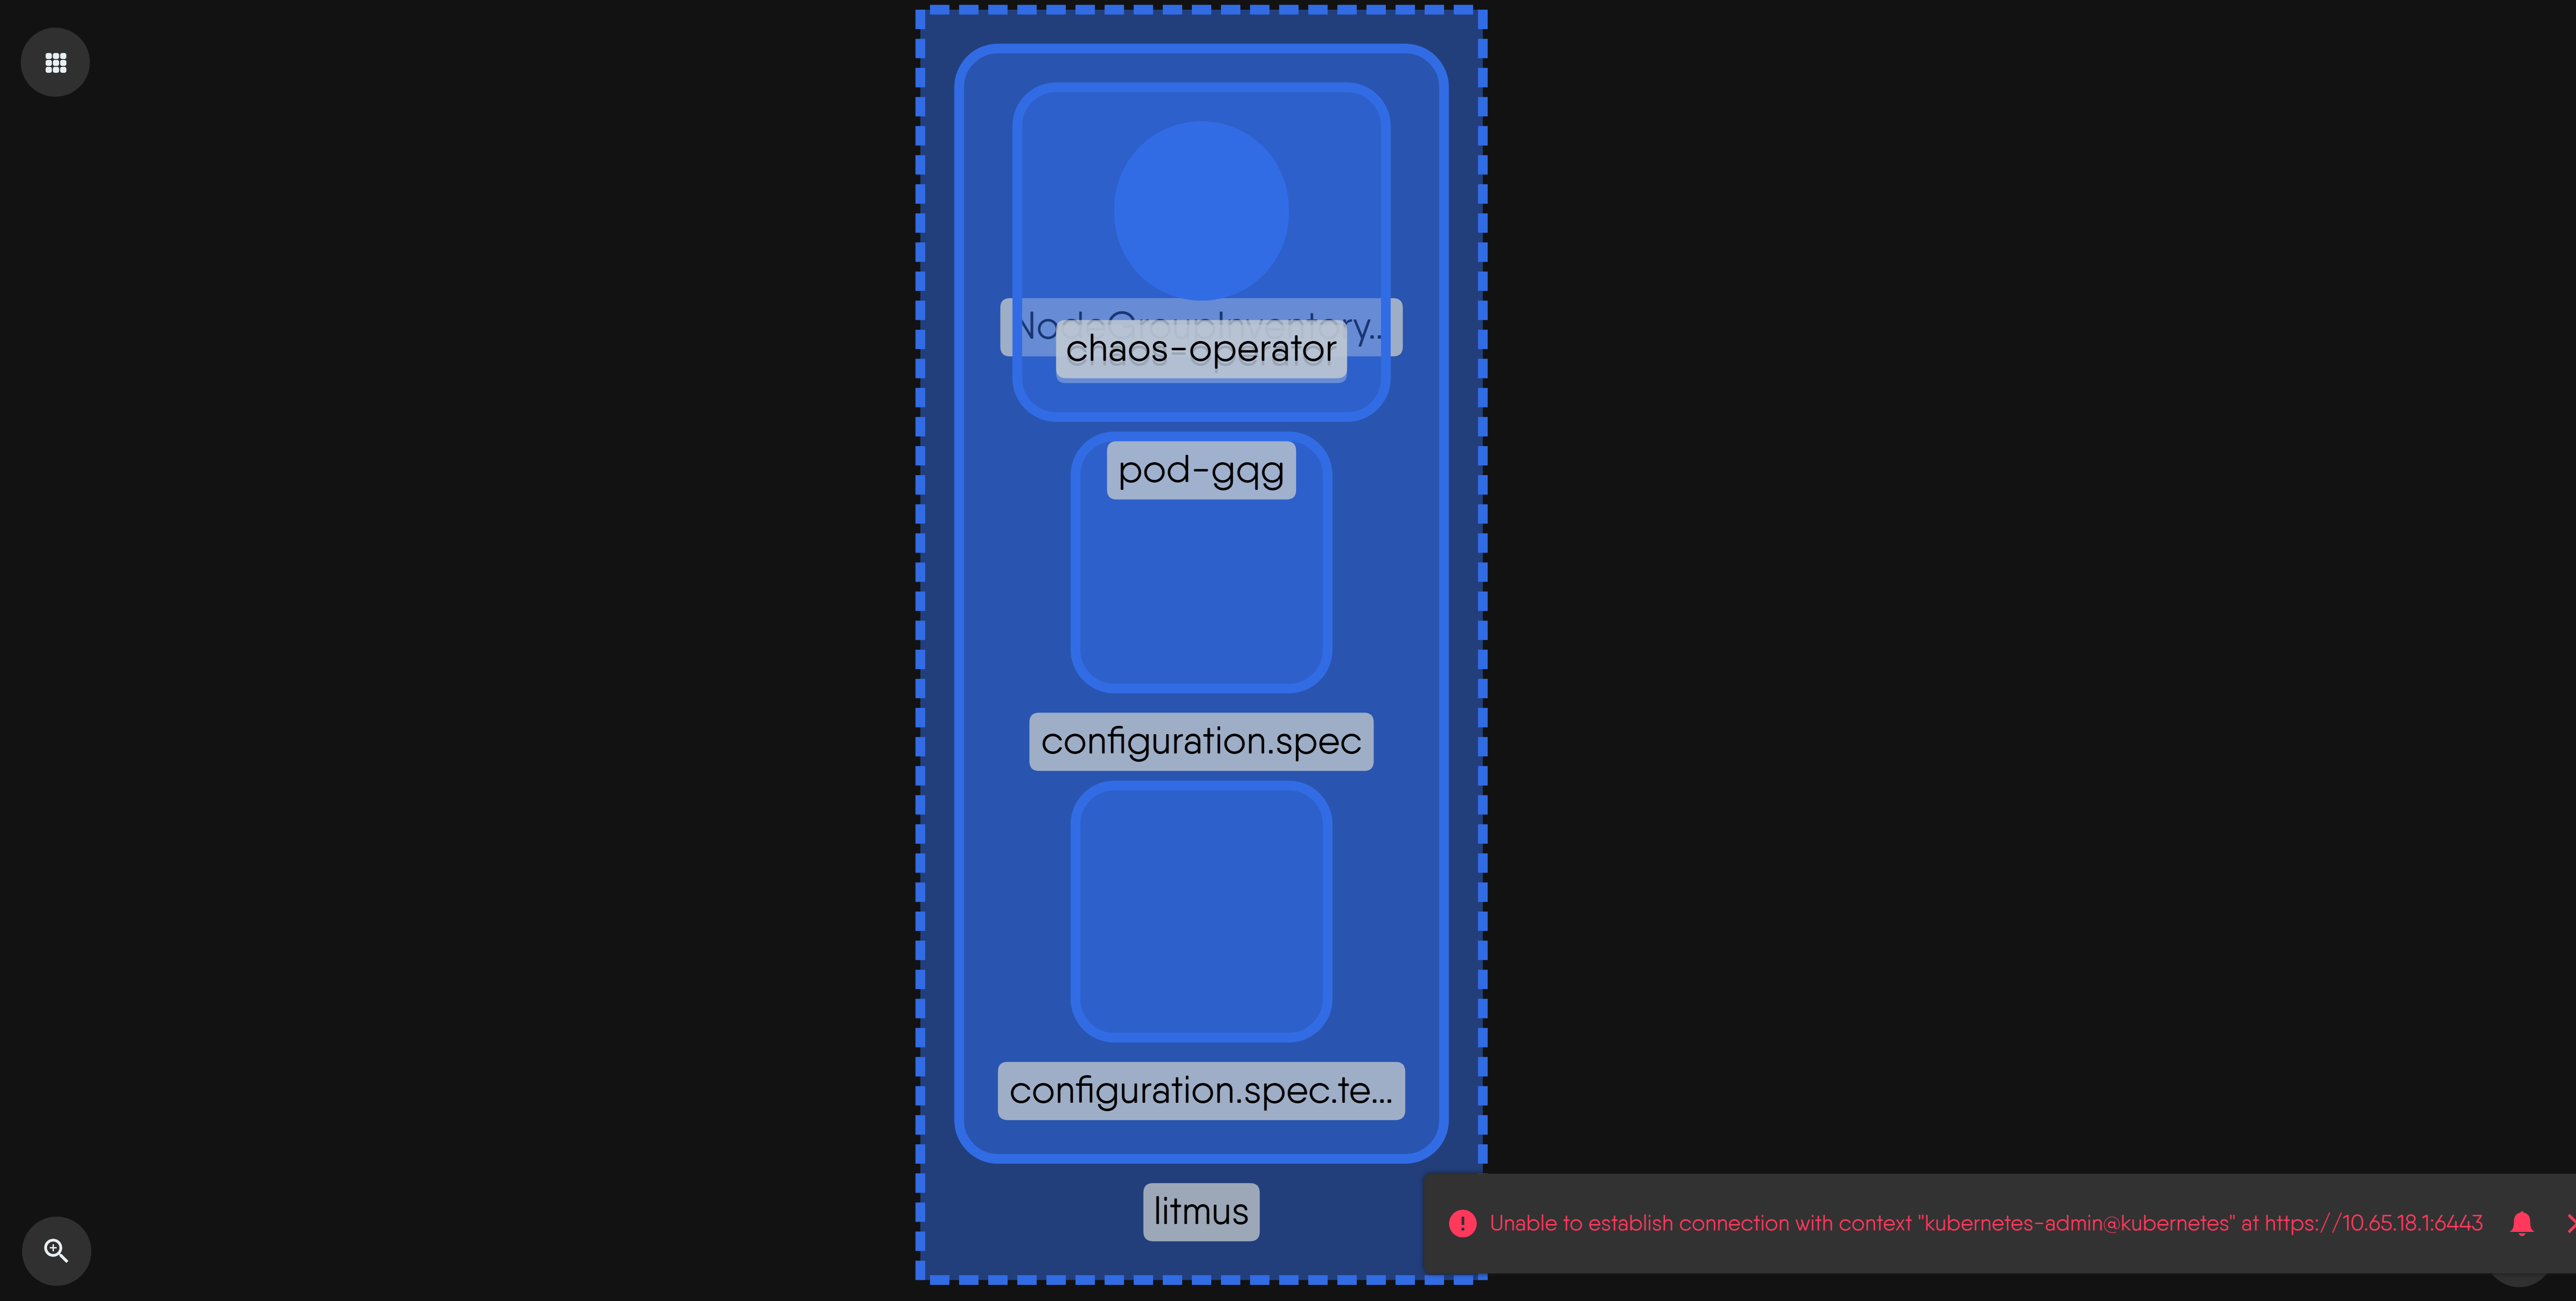 NodeGroupInventory..
chaos-operator
pod-gqg
configuration.spec
configuration.spec.te...
litmus
Unable to establish connection with context "kubernetes-admin@kubernetes" at https://10.65.18.1:6443